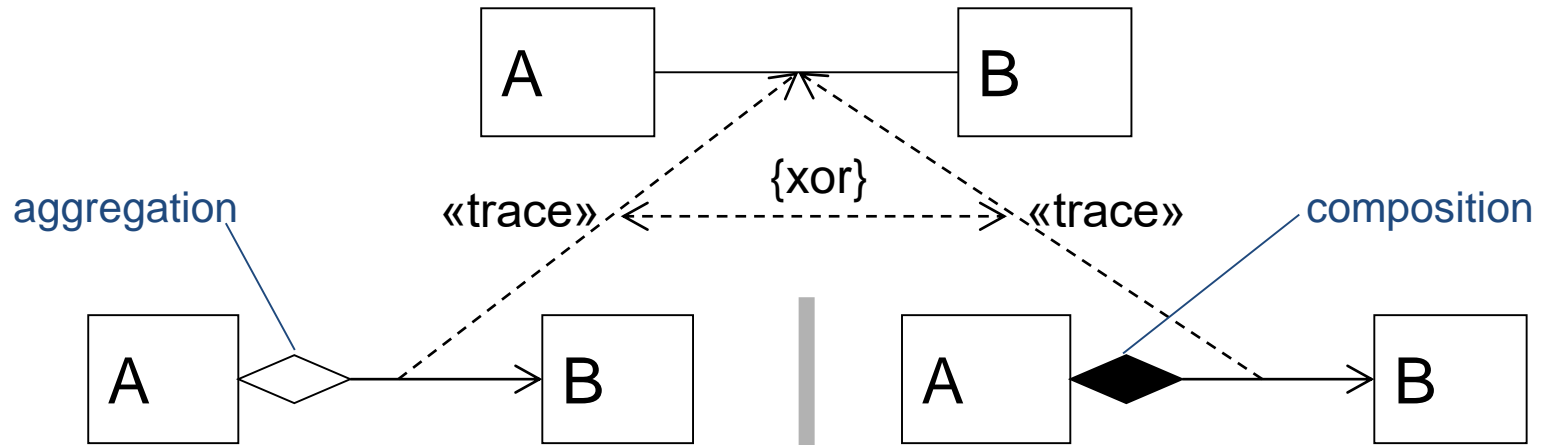 A
B
{xor}
aggregation
«trace»
«trace»
composition
A
B
A
B